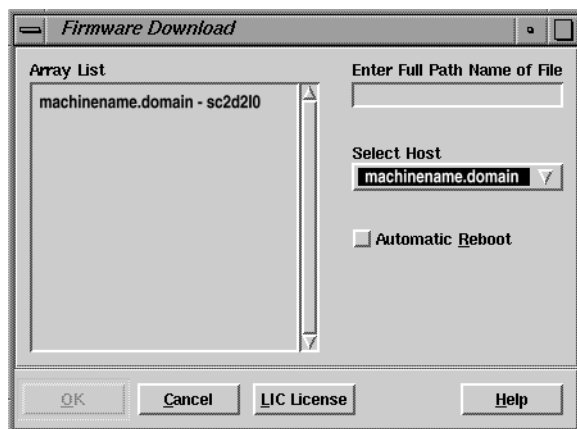 Firmware Download
Array List
machinename.domain - sc2d2l0
Enter Full Path Name of File
Select Host
machinename.domain
Automatic Reboot
OK
Cancel
LIC License
Help